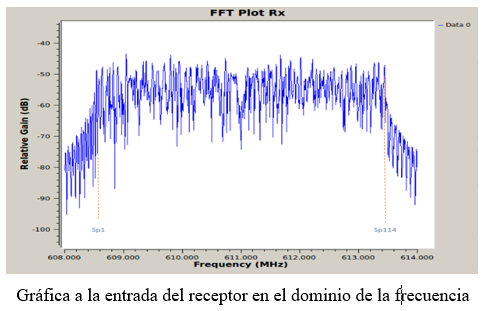 FFT Plot Rx
Data 0
-40
-50
-60
-70
-80
-90
-100
Relative Gain (dB)
Sp1
Sp114
608.000 609.000 610.000 611.000 612.000 613.000 614.000
Frequency (MHz)
Gráfica a la entrada del receptor en el dominio de la frecuencia